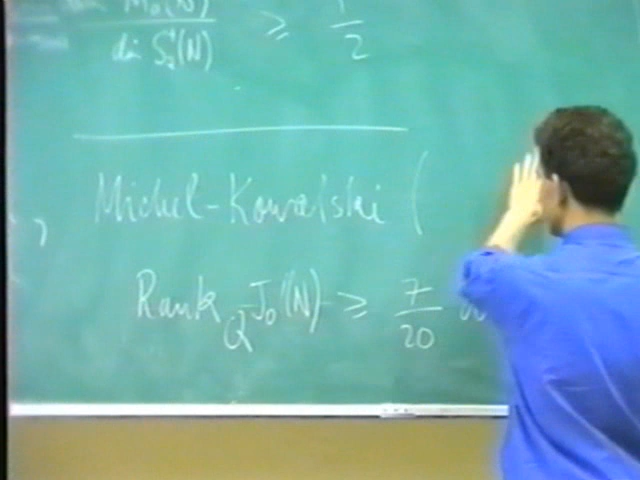 M₀(N) / dim S₂⁺(N) ≥ 1/2
Michel-Kowalski (
Rank_Q J₀(N) ≥ 7/20